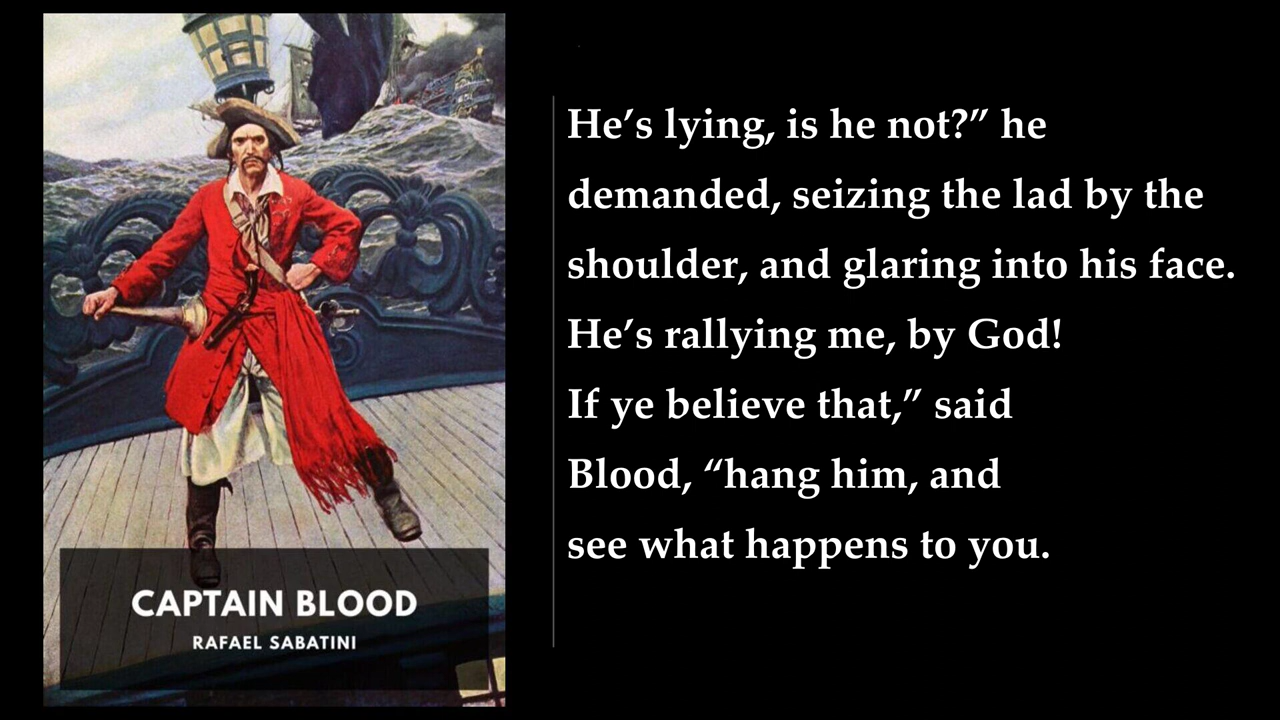 CAPTAIN BLOOD
RAFAEL SABATINI
He’s lying, is he not?” he
demanded, seizing the lad by the
shoulder, and glaring into his face.
He’s rallying me, by God!
If ye believe that,” said
Blood, “hang him, and
see what happens to you.